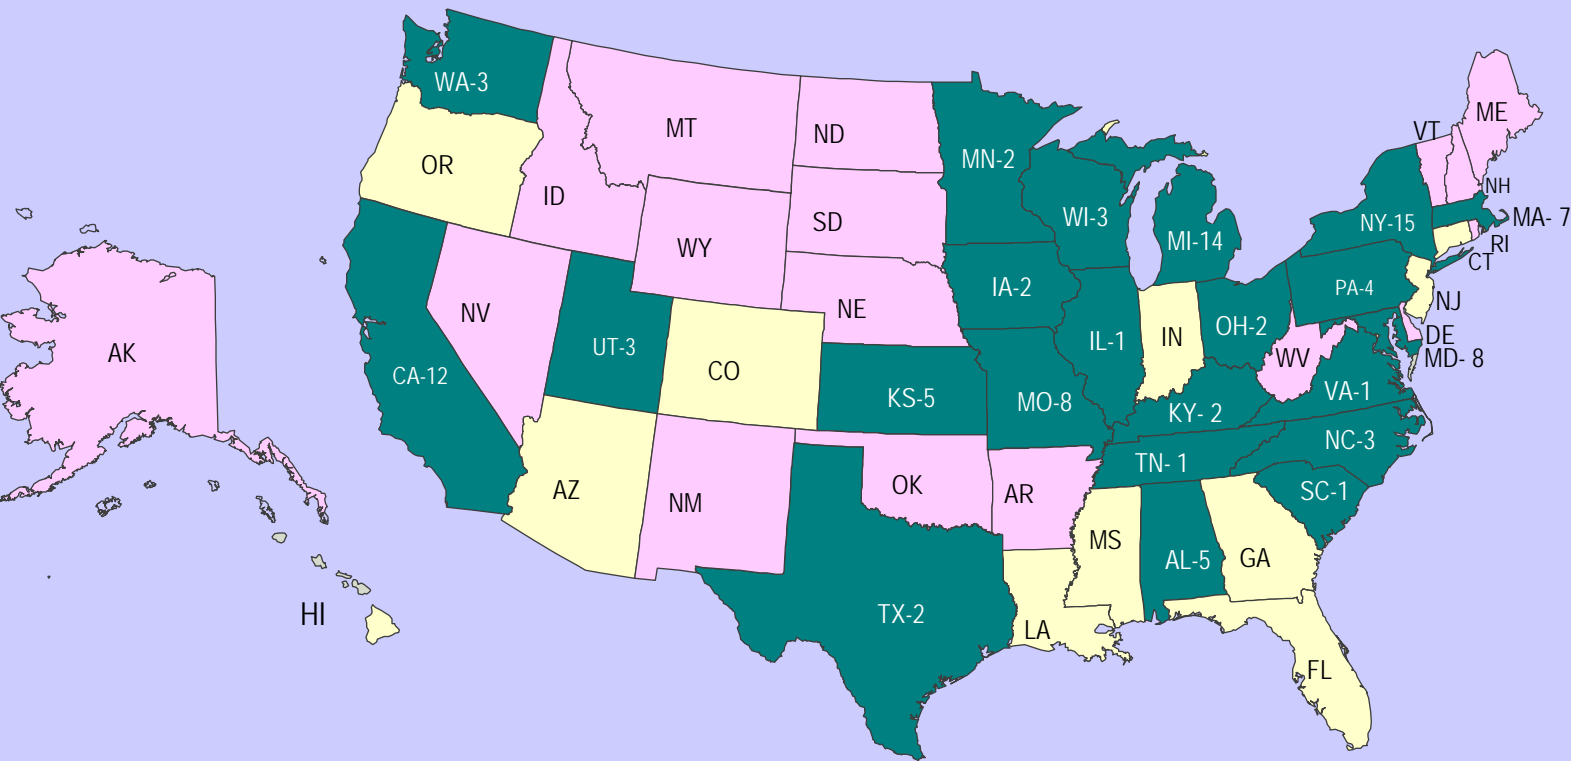 WA-3
MT
ND
MN-2
ME
VT
NH
OR
ID
SD
WI-3
MI-14
NY-15
MA- 7
RI
CT
WY
NE
IA-2
PA-4
NJ
NV
AK
UT-3
CO
IL-1
IN
OH-2
WV
DE
MD- 8
CA-12
KS-5
MO-8
KY- 2
VA-1
NC-3
TN- 1
AZ
NM
OK
AR
SC-1
MS
AL-5
GA
HI
TX-2
LA
FL